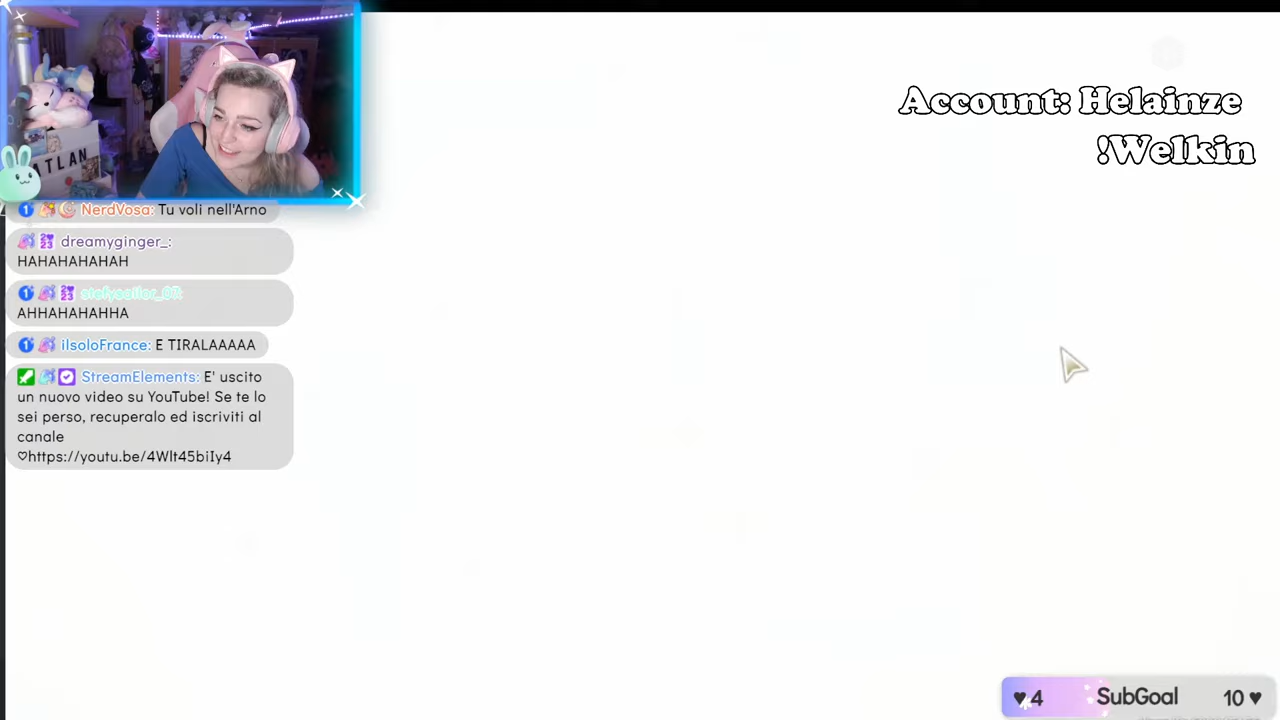 Account: Helainze
!Welkin
ATLAN
NerdVosa: Tu voli nell'Arno
dreamyginger_:
HAHAHAHAHAH
AHHAHAHAHHA
ilsoloFrance: E TIRALAAAAA
StreamElements: E' uscito
un nuovo video su YouTube! Se te lo
sei perso, recuperalo ed iscriviti al
canale
♡https://youtu.be/4Wlt45biIy4
♥4 SubGoal 10 ♥